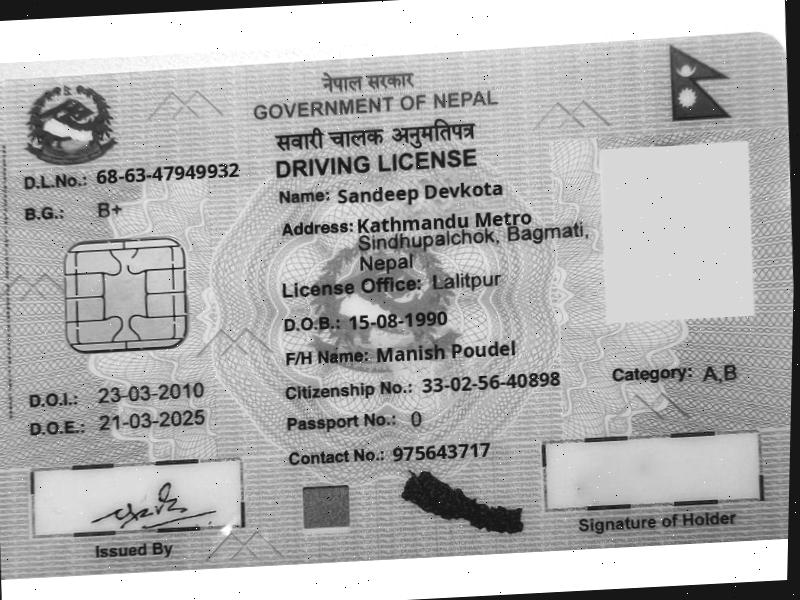 नेपाल सरकार
GOVERNMENT OF NEPAL
सवारी चालक अनुमतिपत्र
DRIVING LICENSE
D.L.No.: 68-63-47949932
B.G.: B+
Name: Sandeep Devkota
Address: Kathmandu Metro
Sindhupalchok, Bagmati,
Nepal
License Office: Lalitpur
D.O.B.: 15-08-1990
F/H Name: Manish Poudel
D.O.I.: 23-03-2010
Citizenship No.: 33-02-56-40898
Category: A,B
D.O.E.: 21-03-2025
Passport No.: 0
Contact No.: 975643717
Issued By
Signature of Holder